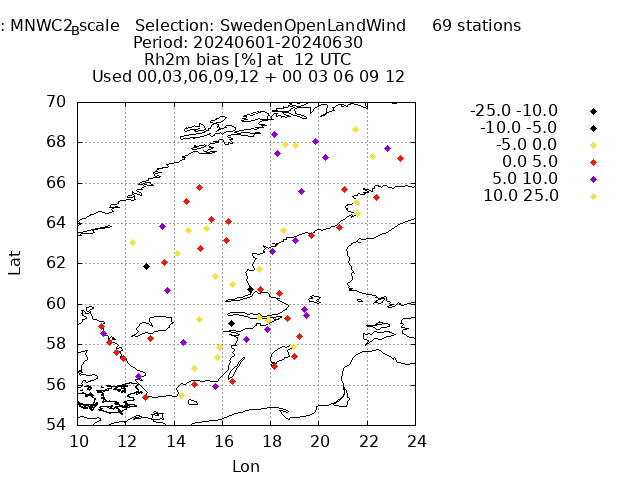 : MNWC2_Bscale   Selection: SwedenOpenLandWind     69 stations
Period: 20240601-20240630
Rh2m bias [%] at  12 UTC
Used 00,03,06,09,12 + 00 03 06 09 12
-25.0 -10.0
-10.0 -5.0
-5.0 0.0
0.0 5.0
5.0 10.0
10.0 25.0
Lat
70
68
66
64
62
60
58
56
54
10 12 14 16 18 20 22 24
Lon